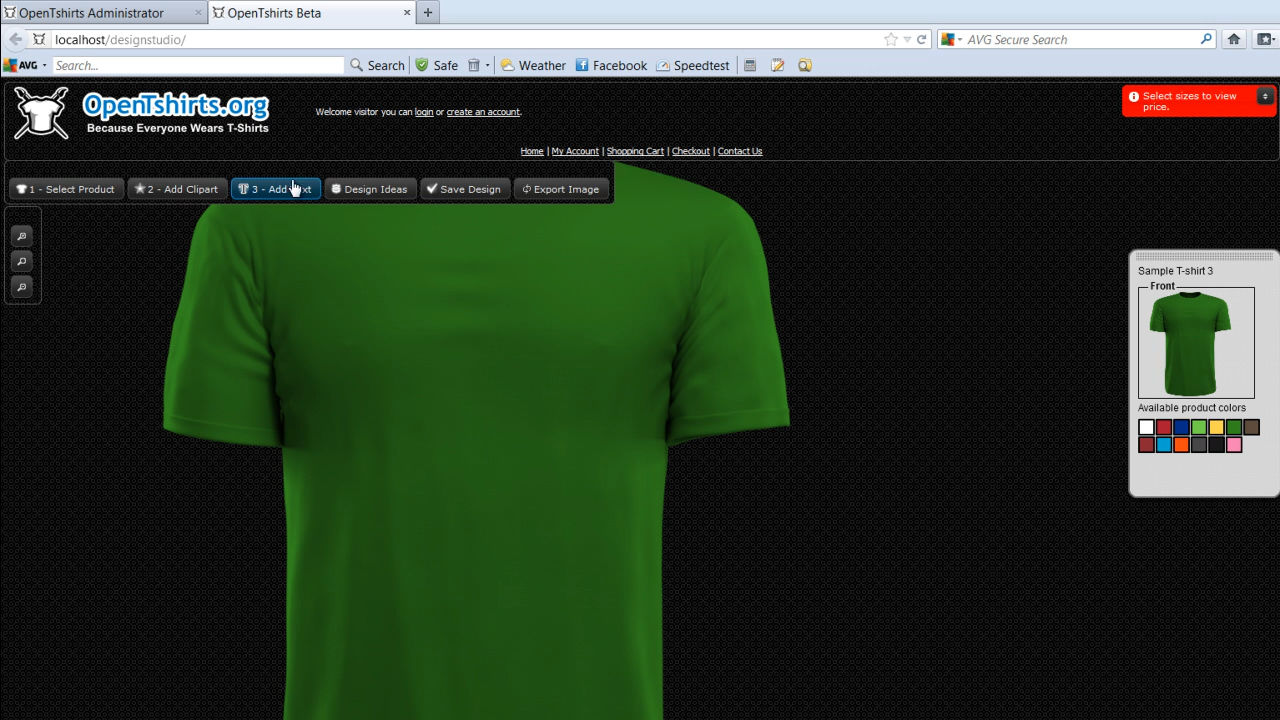 OpenTshirts Administrator
OpenTshirts Beta
localhost/designstudio/
AVG Secure Search
AVG Search... Search Safe Weather Facebook Speedtest
OpenTshirts.org
Because Everyone Wears T-Shirts
Welcome visitor you can login or create an account.
Select sizes to view price.
Home | My Account | Shopping Cart | Checkout | Contact Us
1 - Select Product 2 - Add Clipart 3 - Add Design Ideas Save Design Export Image
Sample T-shirt 3
Front
Available product colors